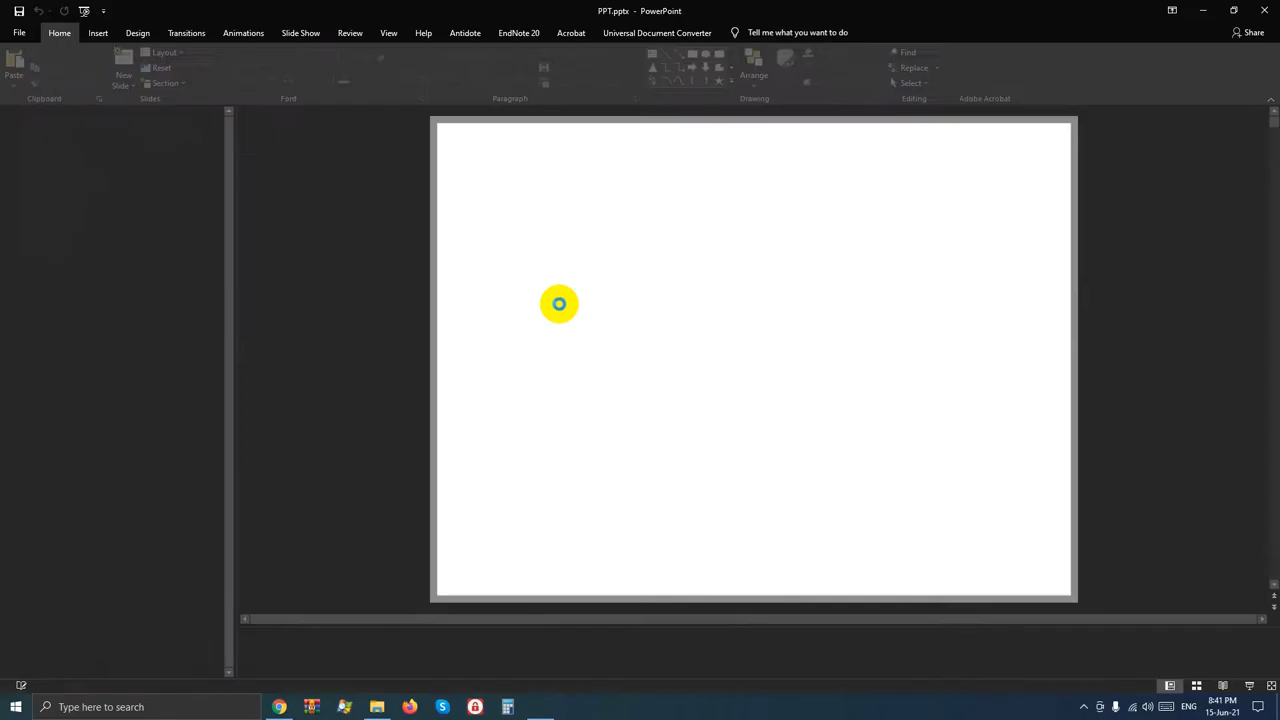 PPT.pptx - PowerPoint
File Home Insert Design Transitions Animations Slide Show Review View Help Antidote EndNote 20 Acrobat Universal Document Converter Tell me what you want to do Share
Paste
New Slide
Layout
Reset
Section
Arrange
Find
Replace
Select
Clipboard Slides Font Paragraph Drawing Editing Adobe Acrobat
Type here to search
ENG
8:41 PM
15-Jun-21